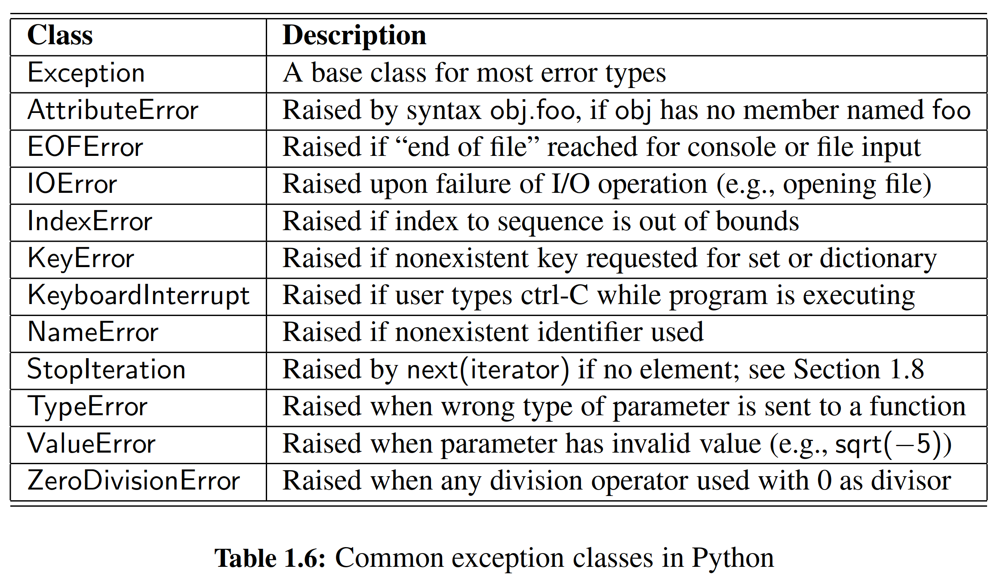 Class Description
Exception A base class for most error types
AttributeError Raised by syntax obj.foo, if obj has no member named foo
EOFError Raised if “end of file” reached for console or file input
IOError Raised upon failure of I/O operation (e.g., opening file)
IndexError Raised if index to sequence is out of bounds
KeyError Raised if nonexistent key requested for set or dictionary
KeyboardInterrupt Raised if user types ctrl-C while program is executing
NameError Raised if nonexistent identifier used
StopIteration Raised by next(iterator) if no element; see Section 1.8
TypeError Raised when wrong type of parameter is sent to a function
ValueError Raised when parameter has invalid value (e.g., sqrt(−5))
ZeroDivisionError Raised when any division operator used with 0 as divisor
Table 1.6: Common exception classes in Python